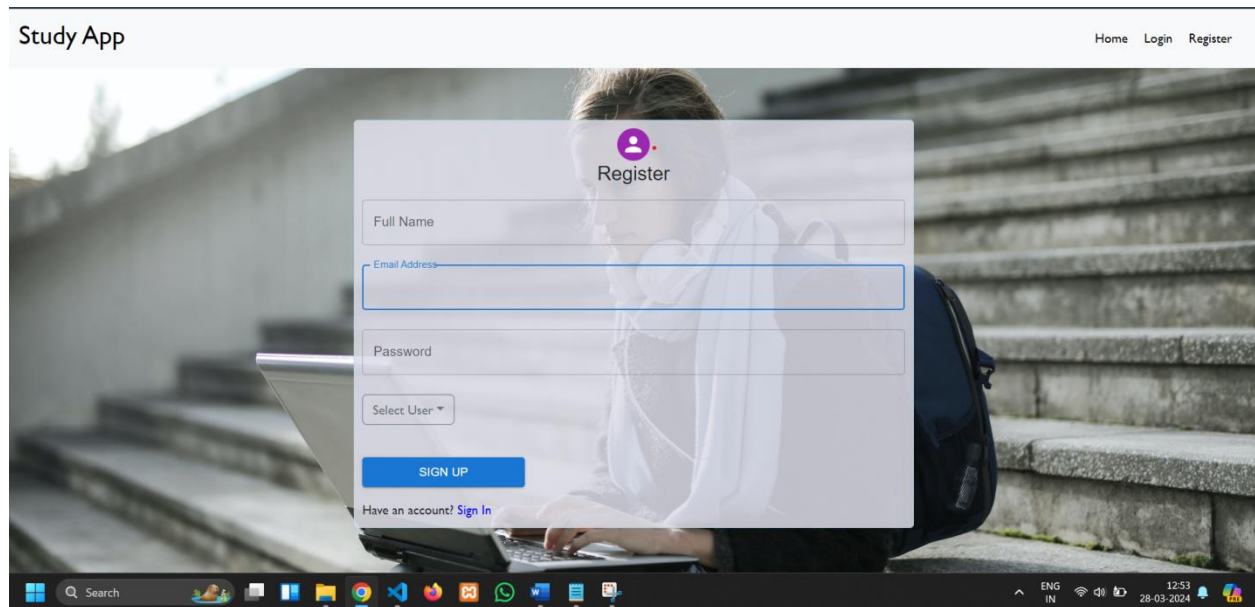 Study App
Home Login Register
Register
Full Name
Email Address
Password
Select User
SIGN UP
Have an account? Sign In
Search
ENG
IN
12:53
28-03-2024
PRE